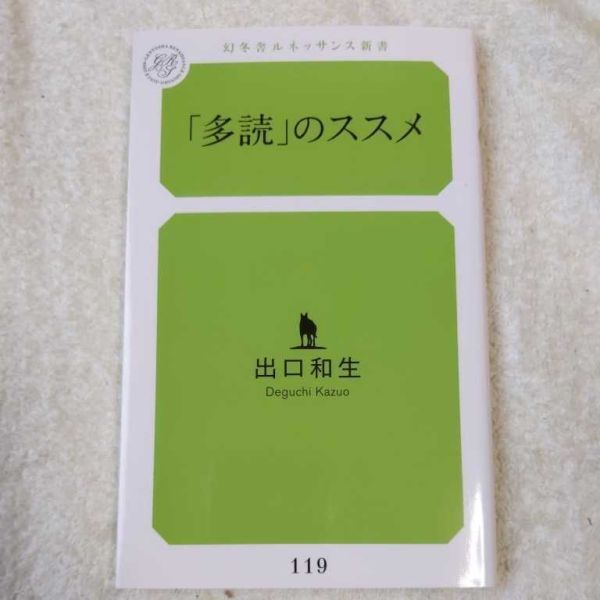 幻冬舎ルネッサンス新書
「多読」のススメ
出口和生
Deguchi Kazuo
119